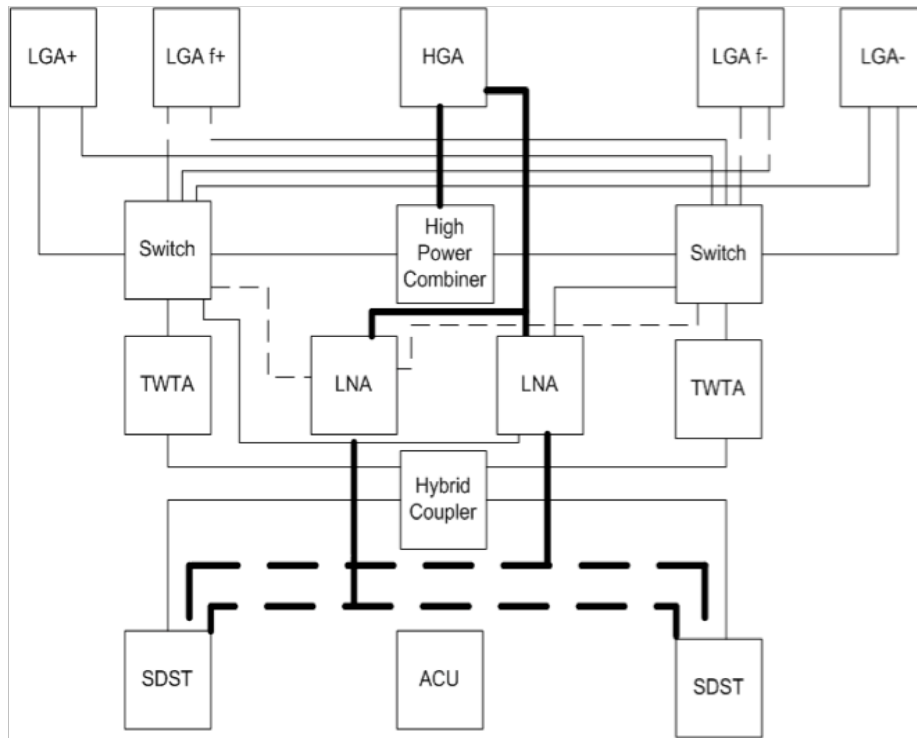 LGA+
LGA f+
HGA
LGA f-
LGA-
Switch
High
Power
Combiner
Switch
TWTA
LNA
LNA
TWTA
Hybrid
Coupler
SDST
ACU
SDST